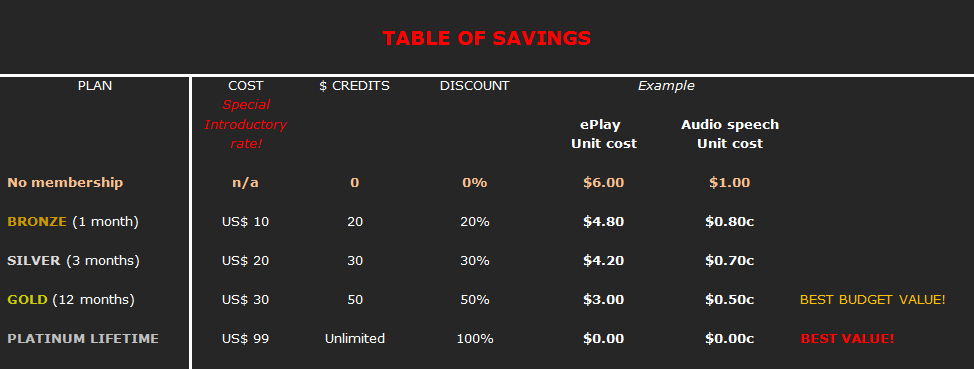 TABLE OF SAVINGS
PLAN COST $ CREDITS DISCOUNT Example
Special
Introductory
rate!
ePlay Audio speech
Unit cost Unit cost
No membership n/a 0 0% $6.00 $1.00
BRONZE (1 month) US$ 10 20 20% $4.80 $0.80c
SILVER (3 months) US$ 20 30 30% $4.20 $0.70c
GOLD (12 months) US$ 30 50 50% $3.00 $0.50c BEST BUDGET VALUE!
PLATINUM LIFETIME US$ 99 Unlimited 100% $0.00 $0.00c BEST VALUE!